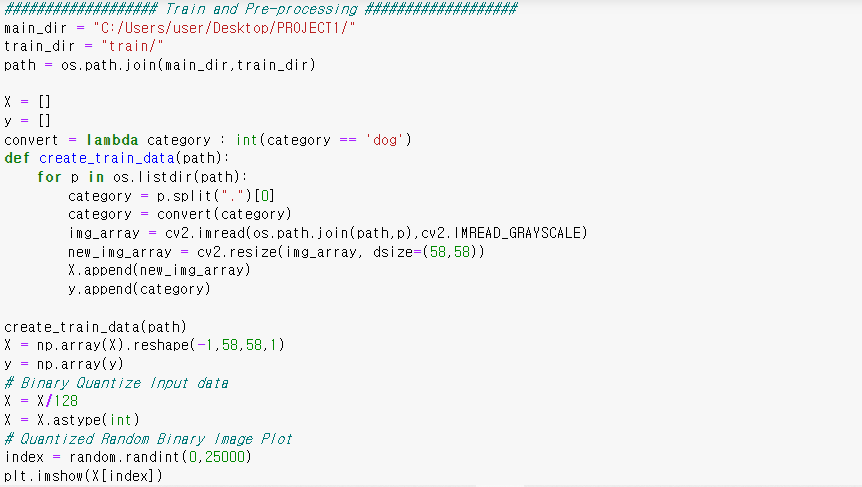 ################## Train and Pre-processing ##################
main_dir = "C:/Users/user/Desktop/PROJECT1/"
train_dir = "train/"
path = os.path.join(main_dir,train_dir)
X = []
y = []
convert = lambda category : int(category == 'dog')
def create_train_data(path):
    for p in os.listdir(path):
        category = p.split(".")[0]
        category = convert(category)
        img_array = cv2.imread(os.path.join(path,p),cv2.IMREAD_GRAYSCALE)
        new_img_array = cv2.resize(img_array, dsize=(58,58))
        X.append(new_img_array)
        y.append(category)
create_train_data(path)
X = np.array(X).reshape(-1,58,58,1)
y = np.array(y)
# Binary Quantize Input data
X = X/128
X = X.astype(int)
# Quantized Random Binary Image Plot
index = random.randint(0,25000)
plt.imshow(X[index])